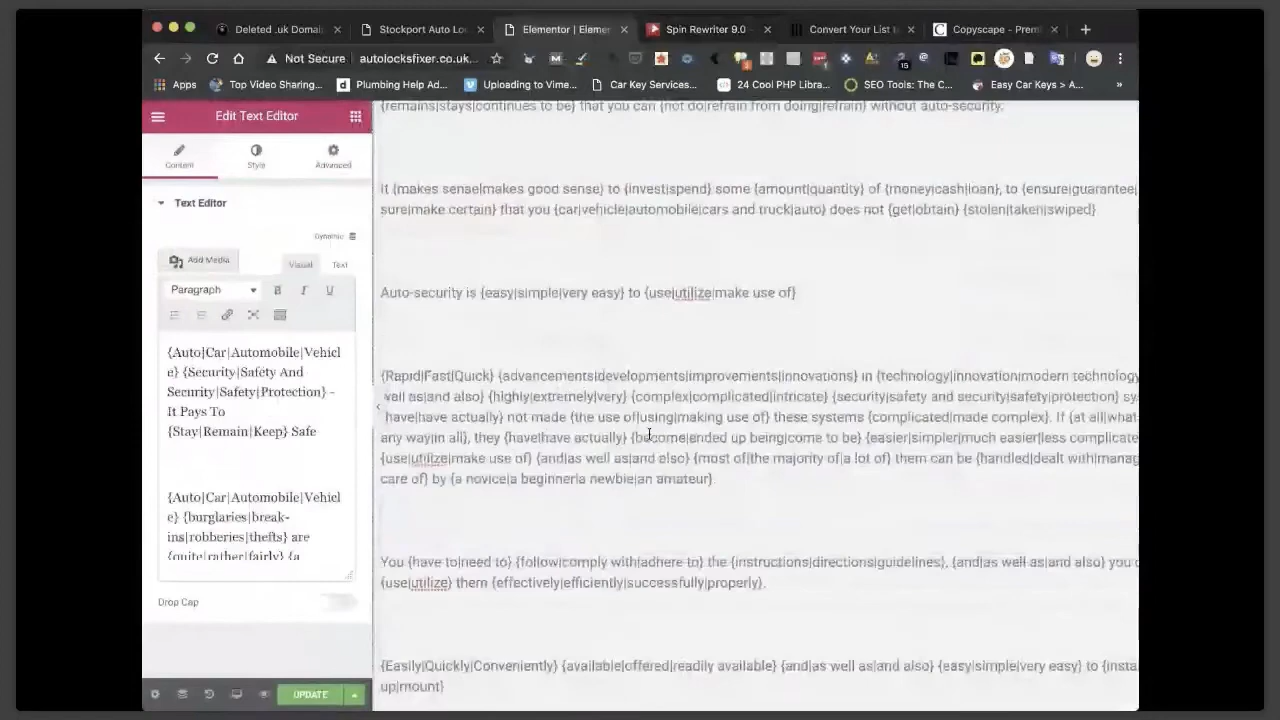 Deleted .uk Domai
Stockport Auto Lo
Elementor | Elemer
Spin Rewriter 9.0
Convert Your List t
Copyscape - Prem
Not Secure
autolocksfixer.co.uk...
15
Apps
Top Video Sharing...
Plumbing Help Ad...
Uploading to Vime...
Car Key Services...
24 Cool PHP Libra...
SEO Tools: The C...
Easy Car Keys > A...
»
Edit Text Editor
Content
Style
Advanced
Text Editor
Dynamic
Add Media
Visual
Text
Paragraph
B
I
U
{Auto|Car|Automobile|Vehicl
e} {Security|Safety And
Security|Safety|Protection} -
It Pays To
{Stay|Remain|Keep} Safe
{Auto|Car|Automobile|Vehicl
e} {burglaries|break-
ins|robberies|thefts} are
{quite|rather|fairly} {a
Drop Cap
UPDATE
{remains|stays|continues to be} that you can {not do|refrain from doing|refrain} without auto-security.
It {makes sense|makes good sense} to {invest|spend} some {amount|quantity} of {money|cash|loan}, to {ensure|guarantee|
sure|make certain} that you {car|vehicle|automobile|cars and truck|auto} does not {get|obtain} {stolen|taken|swiped}
Auto-security is {easy|simple|very easy} to {use|utilize|make use of}
{Rapid|Fast|Quick} {advancements|developments|improvements|innovations} in {technology|innovation|modern technology
well as|and also} {highly|extremely|very} {complex|complicated|intricate} {security|safety and security|safety|protection} sy
have|have actually} not made {the use of|using|making use of} these systems {complicated|made complex}. If {at all|what
any way|in all}, they {have|have actually} {become|ended up being|come to be} {easier|simpler|much easier|less complicate
{use|utilize|make use of} {and|as well as|and also} {most of|the majority of|a lot of} them can be {handled|dealt with|manag
care of} by {a novice|a beginner|a newbie|an amateur}.
You {have to|need to} {follow|comply with|adhere to} the {instructions|directions|guidelines}, {and|as well as|and also} you c
{use|utilize} them {effectively|efficiently|successfully|properly}.
{Easily|Quickly|Conveniently} {available|offered|readily available} {and|as well as|and also} {easy|simple|very easy} to {insta
up|mount}